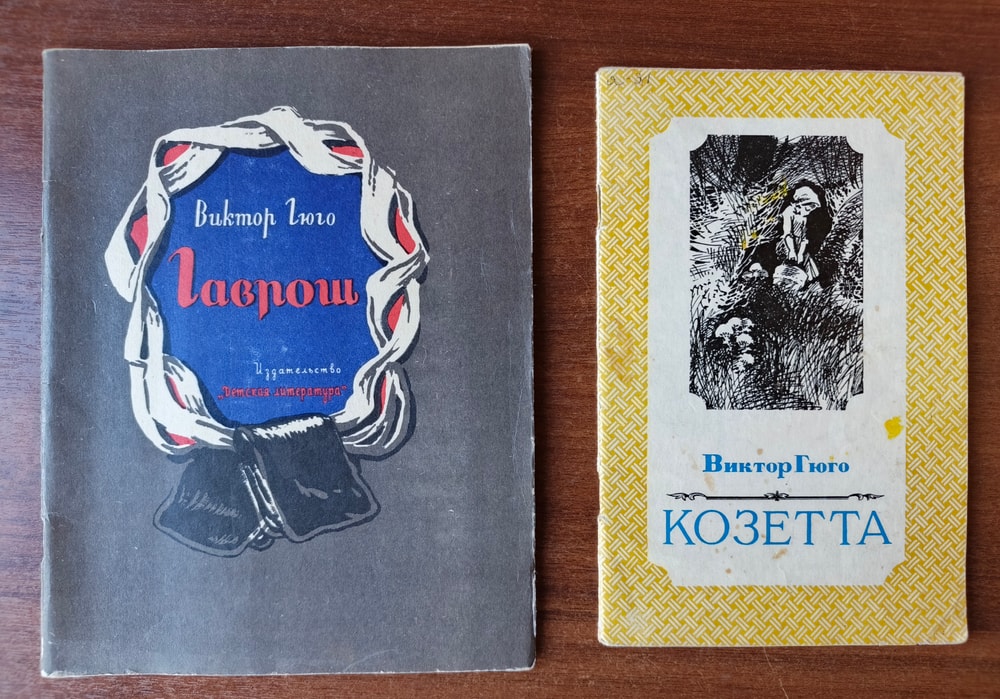 Виктор Гюго
Гаврош
Издательство
„Детская литература“
Виктор Гюго
КОЗЕТТА